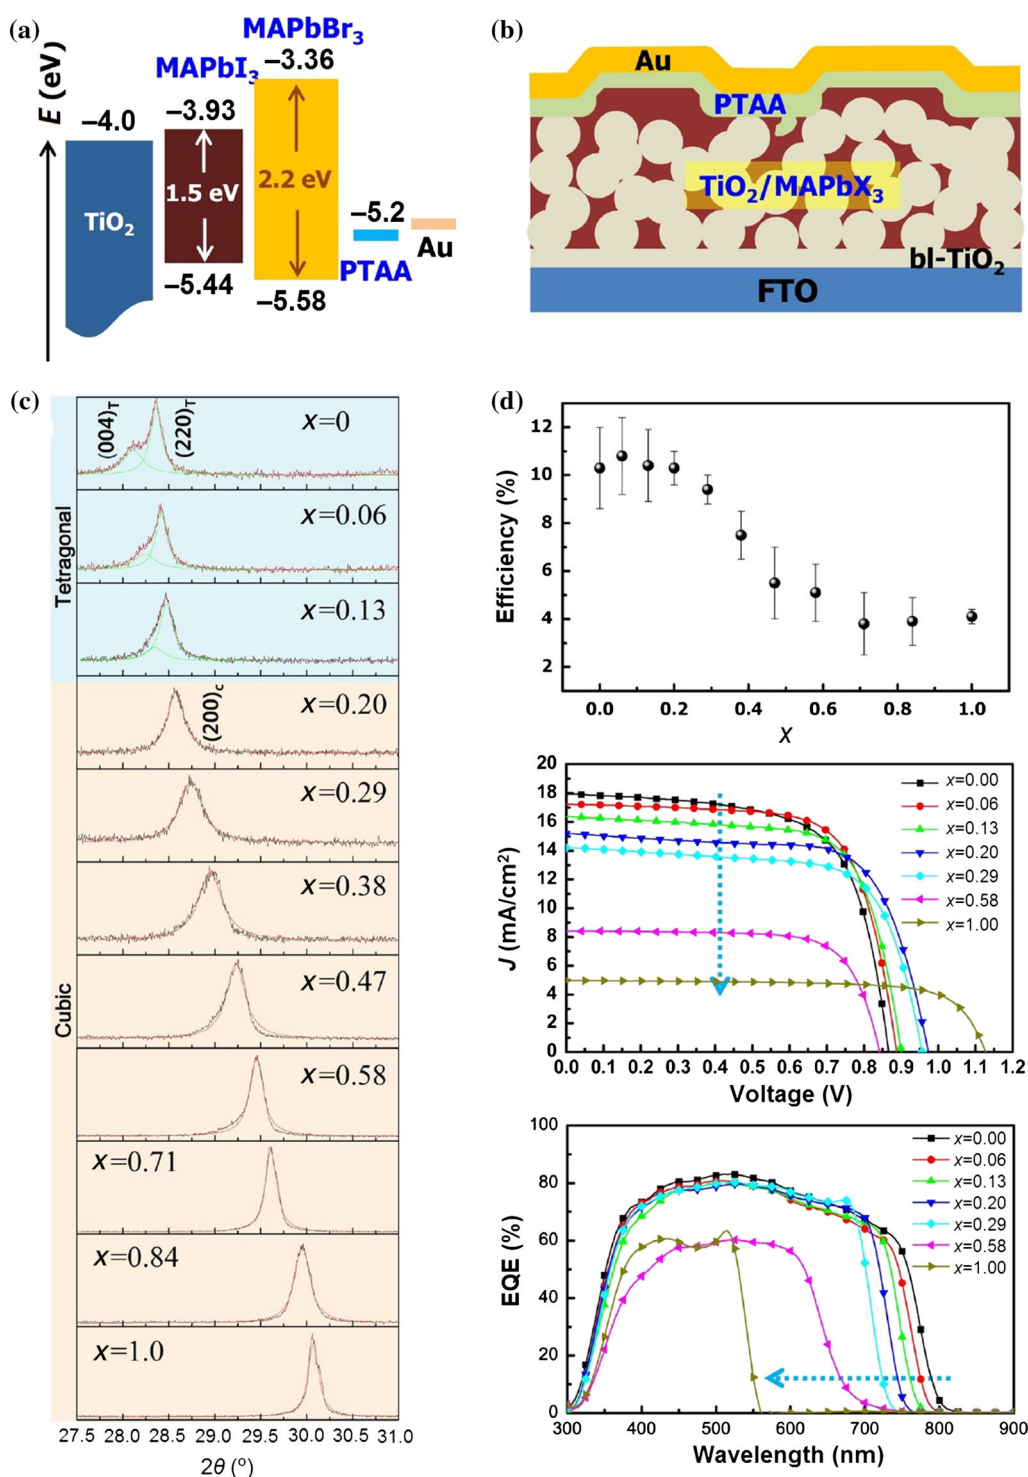 (a)
E (eV)
MAPbBr3
−3.36
MAPbI3
−3.93
−4.0
1.5 eV
2.2 eV
TiO2
−5.2
Au
PTAA
−5.44
−5.58
(b)
Au
PTAA
TiO2/MAPbX3
bl-TiO2
FTO
(c)
Tetragonal
Cubic
(004)T
(220)T
x=0
x=0.06
x=0.13
(200)c
x=0.20
x=0.29
x=0.38
x=0.47
x=0.58
x=0.71
x=0.84
x=1.0
27.5 28.0 28.5 29.0 29.5 30.0 30.5 31.0
2θ (°)
(d)
Efficiency (%)
12
10
8
6
4
2
0.0 0.2 0.4 0.6 0.8 1.0
X
J (mA/cm2)
20
18
16
14
12
10
8
6
4
2
0
x=0.00
x=0.06
x=0.13
x=0.20
x=0.29
x=0.58
x=1.00
0.0 0.1 0.2 0.3 0.4 0.5 0.6 0.7 0.8 0.9 1.0 1.1 1.2
Voltage (V)
EQE (%)
100
80
60
40
20
0
x=0.00
x=0.06
x=0.13
x=0.20
x=0.29
x=0.58
x=1.00
300 400 500 600 700 800 900
Wavelength (nm)